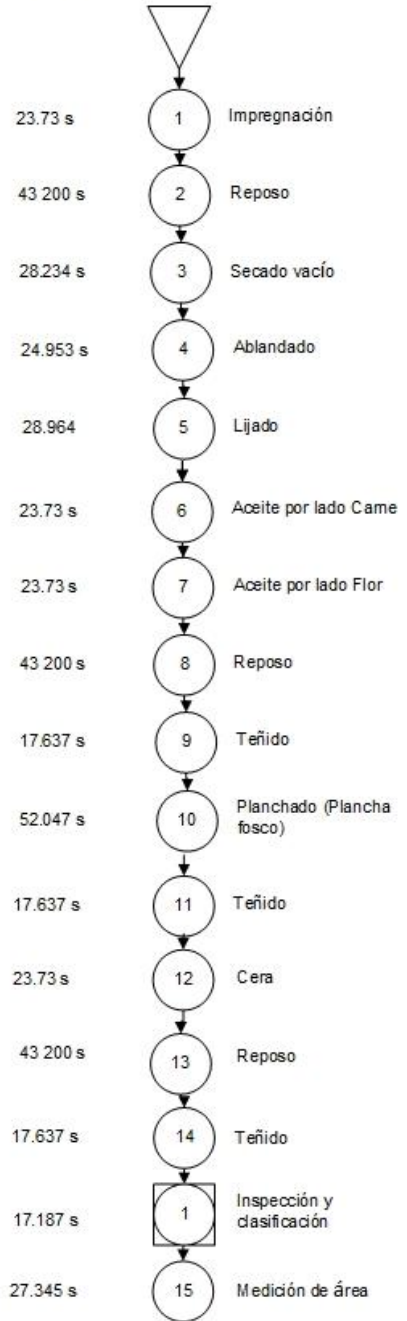 23.73 s 1 Impregnación
43 200 s 2 Reposo
28.234 s 3 Secado vacío
24.953 s 4 Ablandado
28.964 5 Lijado
23.73 s 6 Aceite por lado Carne
23.73 s 7 Aceite por lado Flor
43 200 s 8 Reposo
17.637 s 9 Teñido
52.047 s 10 Planchado (Plancha
fosco)
17.637 s 11 Teñido
23.73 s 12 Cera
43 200 s 13 Reposo
17.637 s 14 Teñido
17.187 s 1 Inspección y
clasificación
27.345 s 15 Medición de área